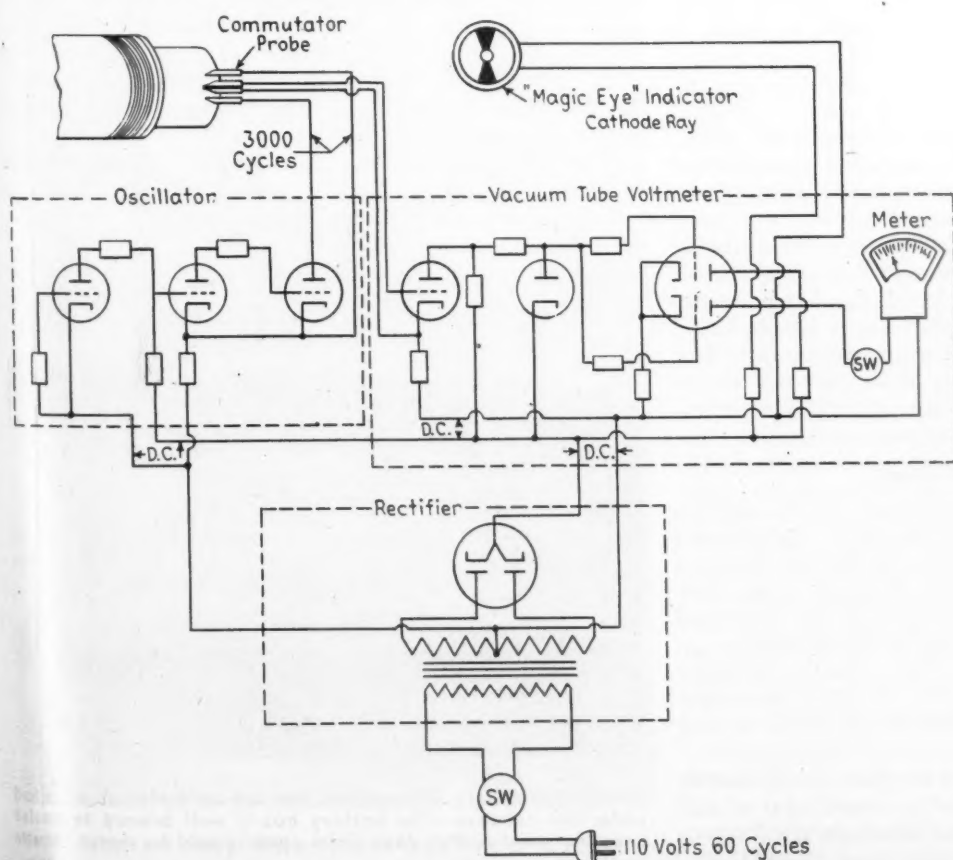 Commutator
Probe
"Magic Eye" Indicator
Cathode Ray
3000
Cycles
Oscillator
Vacuum Tube Voltmeter
Meter
SW
D.C.
D.C.
D.C.
Rectifier
SW
110 Volts 60 Cycles